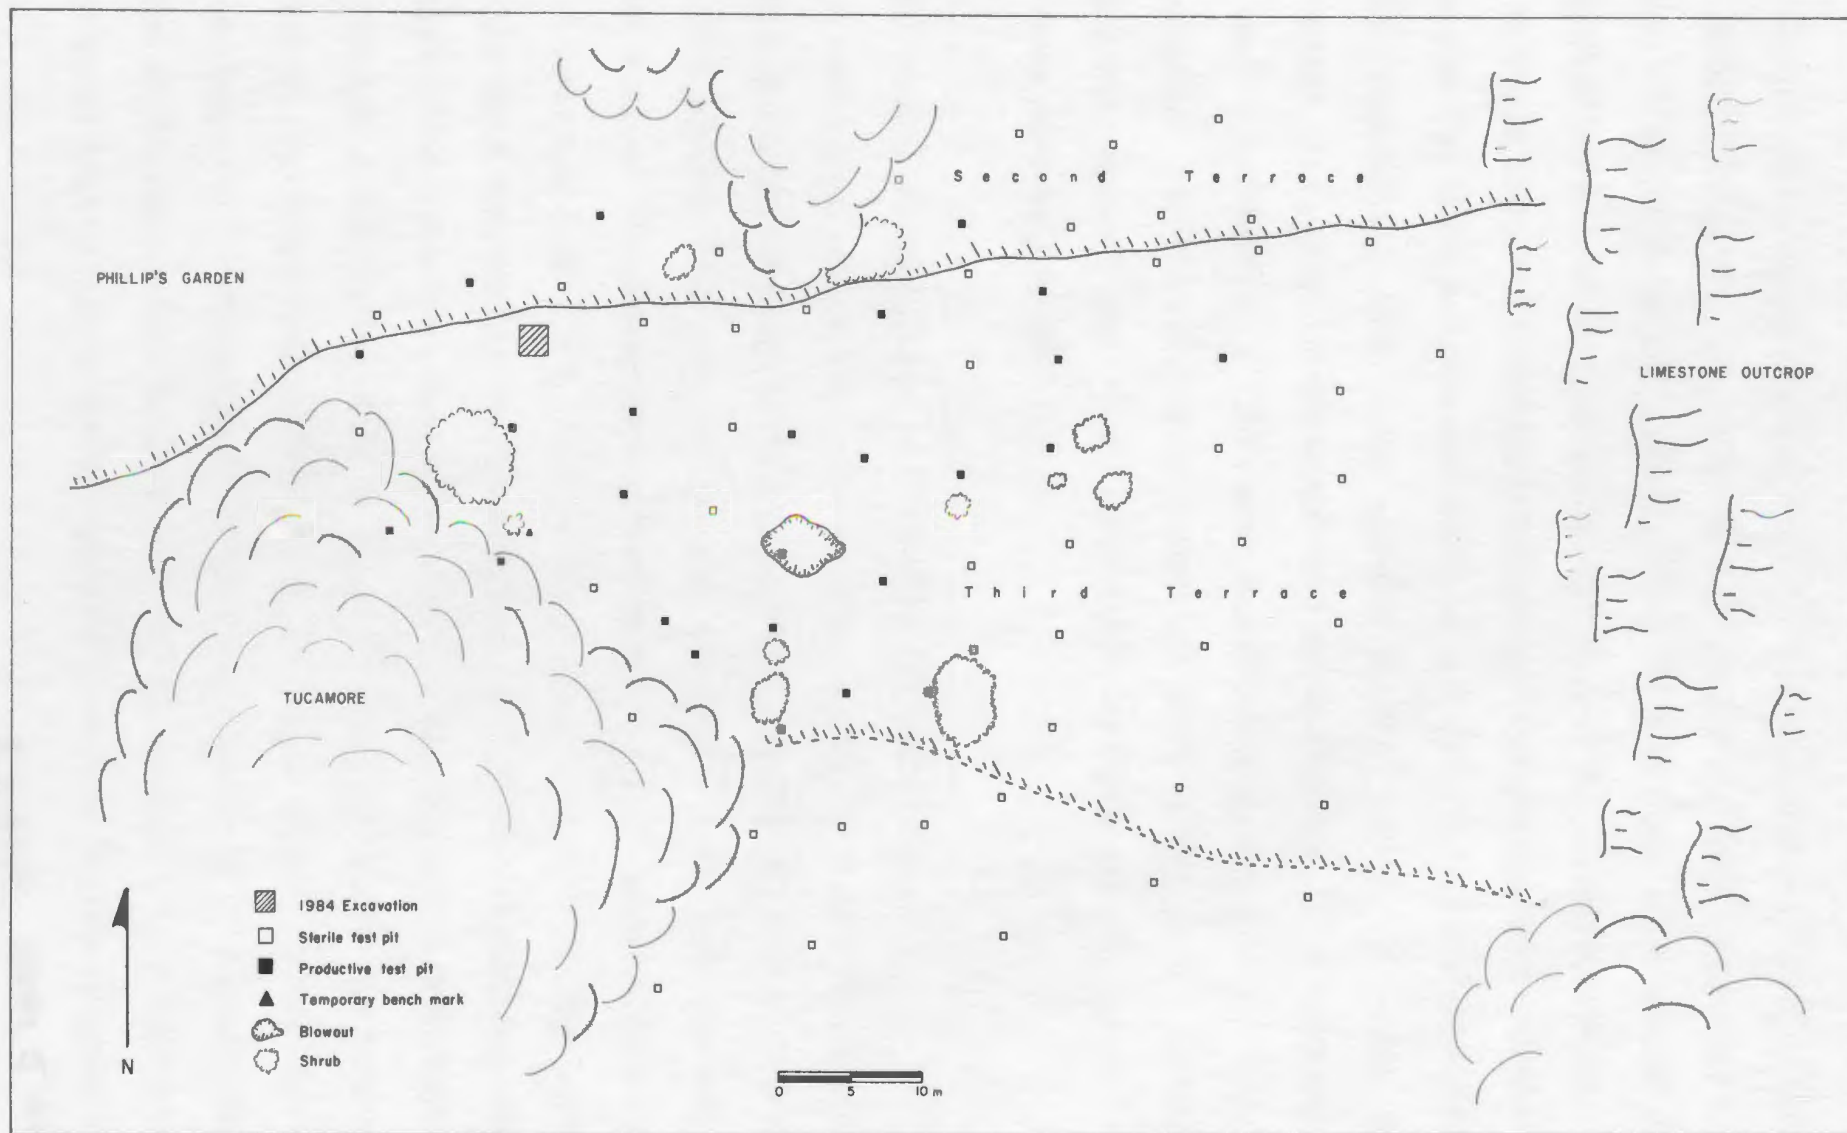 Second Terrace
PHILLIP'S GARDEN
LIMESTONE OUTCROP
Third Terrace
TUCAMORE
1984 Excavation
Sterile test pit
Productive test pit
Temporary bench mark
Blowout
Shrub
N
0 5 10 m